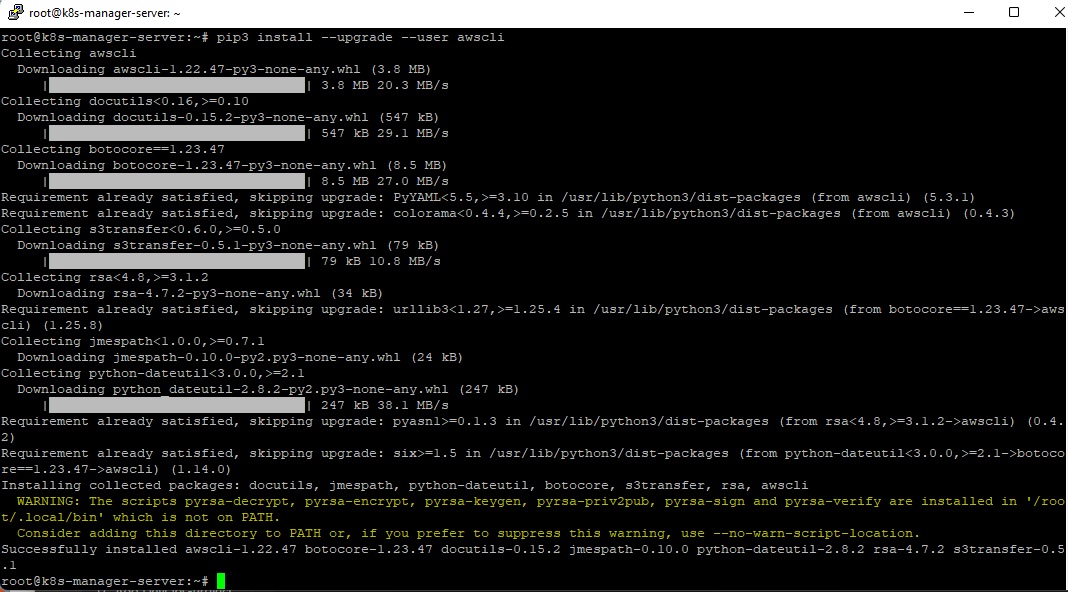 root@k8s-manager-server: ~
root@k8s-manager-server:~# pip3 install --upgrade --user awscli
Collecting awscli
  Downloading awscli-1.22.47-py3-none-any.whl (3.8 MB)
     || 3.8 MB 20.3 MB/s
Collecting docutils<0.16,>=0.10
  Downloading docutils-0.15.2-py3-none-any.whl (547 kB)
     || 547 kB 29.1 MB/s
Collecting botocore==1.23.47
  Downloading botocore-1.23.47-py3-none-any.whl (8.5 MB)
     || 8.5 MB 27.0 MB/s
Requirement already satisfied, skipping upgrade: PyYAML<5.5,>=3.10 in /usr/lib/python3/dist-packages (from awscli) (5.3.1)
Requirement already satisfied, skipping upgrade: colorama<0.4.4,>=0.2.5 in /usr/lib/python3/dist-packages (from awscli) (0.4.3)
Collecting s3transfer<0.6.0,>=0.5.0
  Downloading s3transfer-0.5.1-py3-none-any.whl (79 kB)
     || 79 kB 10.8 MB/s
Collecting rsa<4.8,>=3.1.2
  Downloading rsa-4.7.2-py3-none-any.whl (34 kB)
Requirement already satisfied, skipping upgrade: urllib3<1.27,>=1.25.4 in /usr/lib/python3/dist-packages (from botocore==1.23.47->aws
cli) (1.25.8)
Collecting jmespath<1.0.0,>=0.7.1
  Downloading jmespath-0.10.0-py2.py3-none-any.whl (24 kB)
Collecting python-dateutil<3.0.0,>=2.1
  Downloading python_dateutil-2.8.2-py2.py3-none-any.whl (247 kB)
     || 247 kB 38.1 MB/s
Requirement already satisfied, skipping upgrade: pyasn1>=0.1.3 in /usr/lib/python3/dist-packages (from rsa<4.8,>=3.1.2->awscli) (0.4.
2)
Requirement already satisfied, skipping upgrade: six>=1.5 in /usr/lib/python3/dist-packages (from python-dateutil<3.0.0,>=2.1->botoco
re==1.23.47->awscli) (1.14.0)
Installing collected packages: docutils, jmespath, python-dateutil, botocore, s3transfer, rsa, awscli
  WARNING: The scripts pyrsa-decrypt, pyrsa-encrypt, pyrsa-keygen, pyrsa-priv2pub, pyrsa-sign and pyrsa-verify are installed in '/roo
t/.local/bin' which is not on PATH.
  Consider adding this directory to PATH or, if you prefer to suppress this warning, use --no-warn-script-location.
Successfully installed awscli-1.22.47 botocore-1.23.47 docutils-0.15.2 jmespath-0.10.0 python-dateutil-2.8.2 rsa-4.7.2 s3transfer-0.5
.1
root@k8s-manager-server:~#